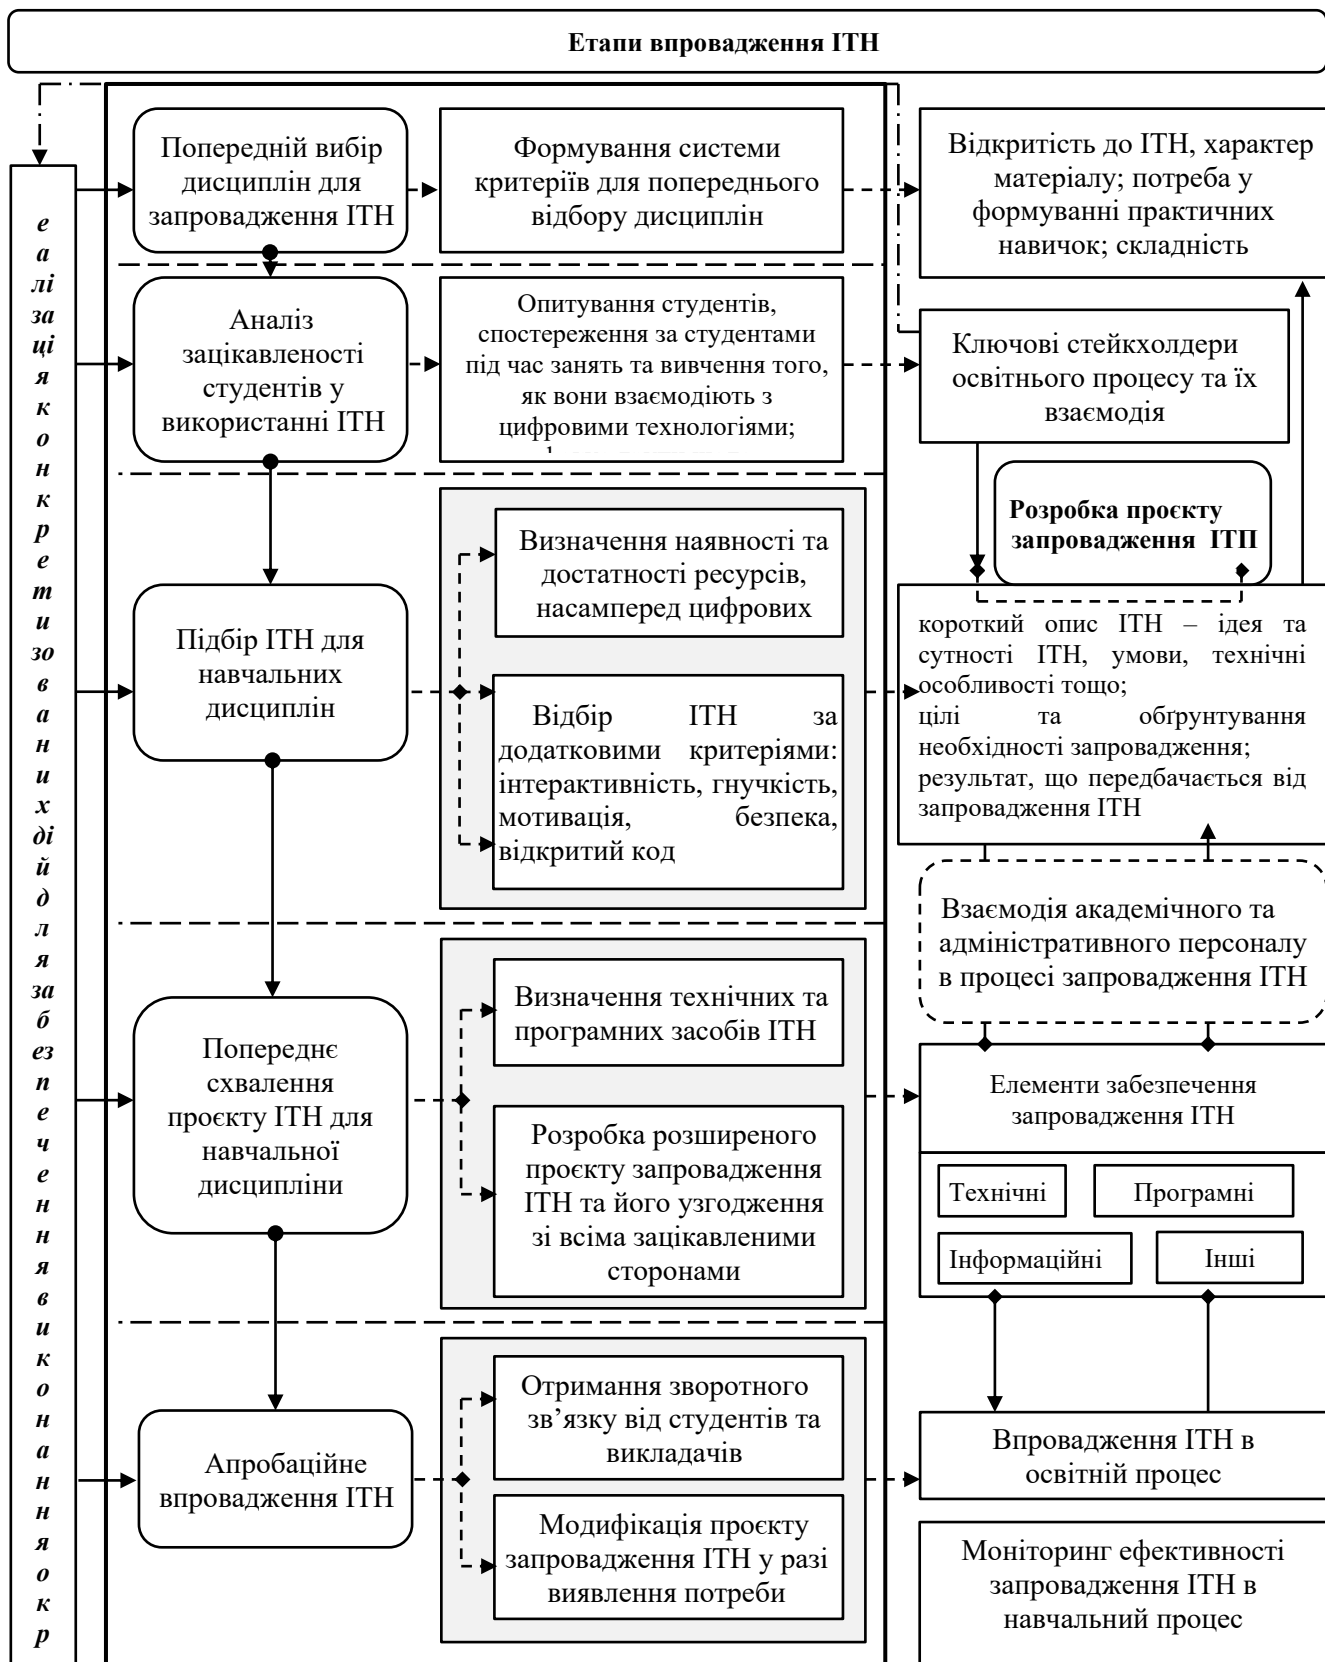 Етапи впровадження ІТН
еалізаціяконкретизованихдійдлязабезпеченнявиконанняокр
Попередній вибір
дисциплін для
запровадження ІТН
Формування системи
критеріїв для попереднього
відбору дисциплін
Відкритість до ІТН, характер
матеріалу; потреба у
формуванні практичних
навичок; складність
Аналіз
зацікавленості
студентів у
використанні ІТН
Опитування студентів,
спостереження за студентами
під час занять та вивчення того,
як вони взаємодіють з
цифровими технологіями;
Ключові стейкхолдери
освітнього процесу та їх
взаємодія
Розробка проєкту
запровадження ІТП
Підбір ІТН для
навчальних
дисциплін
Визначення наявності та
достатності ресурсів,
насамперед цифрових
Відбір ІТН за
додатковими критеріями:
інтерактивність, гнучкість,
мотивація, безпека,
відкритий код
короткий опис ІТН – ідея та
сутності ІТН, умови, технічні
особливості тощо;
цілі та обґрунтування
необхідності запровадження;
результат, що передбачається від
запровадження ІТН
Взаємодія академічного та
адміністративного персоналу
в процесі запровадження ІТН
Попереднє
схвалення
проєкту ІТН для
навчальної
дисципліни
Визначення технічних та
програмних засобів ІТН
Розробка розширеного
проєкту запровадження
ІТН та його узгодження
зі всіма зацікавленими
сторонами
Елементи забезпечення
запровадження ІТН
Технічні
Програмні
Інформаційні
Інші
Апробаційне
впровадження ІТН
Отримання зворотного
зв’язку від студентів та
викладачів
Модифікація проєкту
запровадження ІТН у разі
виявлення потреби
Впровадження ІТН в
освітній процес
Моніторинг ефективності
запровадження ІТН в
навчальний процес